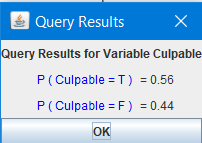 Query Results
Query Results for Variable Culpable
P ( Culpable = T ) = 0.56
P ( Culpable = F ) = 0.44
OK